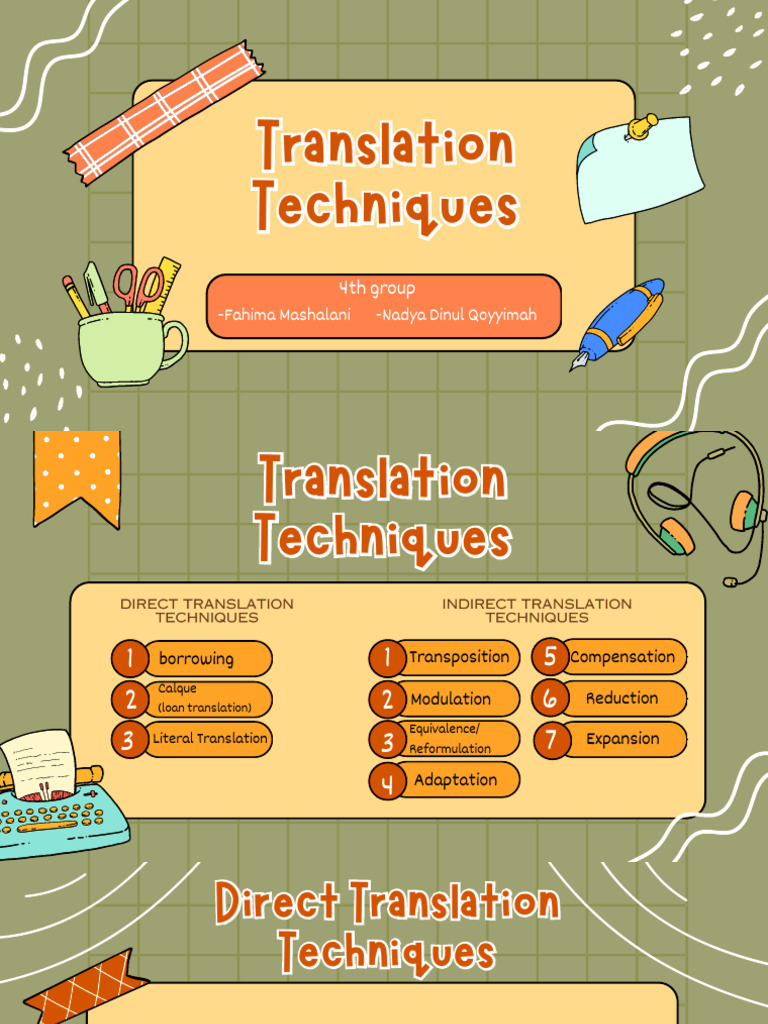 Translation
Techniques
4th group
-Fahima Mashalani -Nadya Dinul Qoyyimah
Translation
Techniques
DIRECT TRANSLATION
TECHNIQUES
1 borrowing
2 Calque
(loan translation)
3 Literal Translation
INDIRECT TRANSLATION
TECHNIQUES
1 Transposition
2 Modulation
3 Equivalence/
Reformulation
4 Adaptation
5 Compensation
6 Reduction
7 Expansion
Direct Translation
Techniques